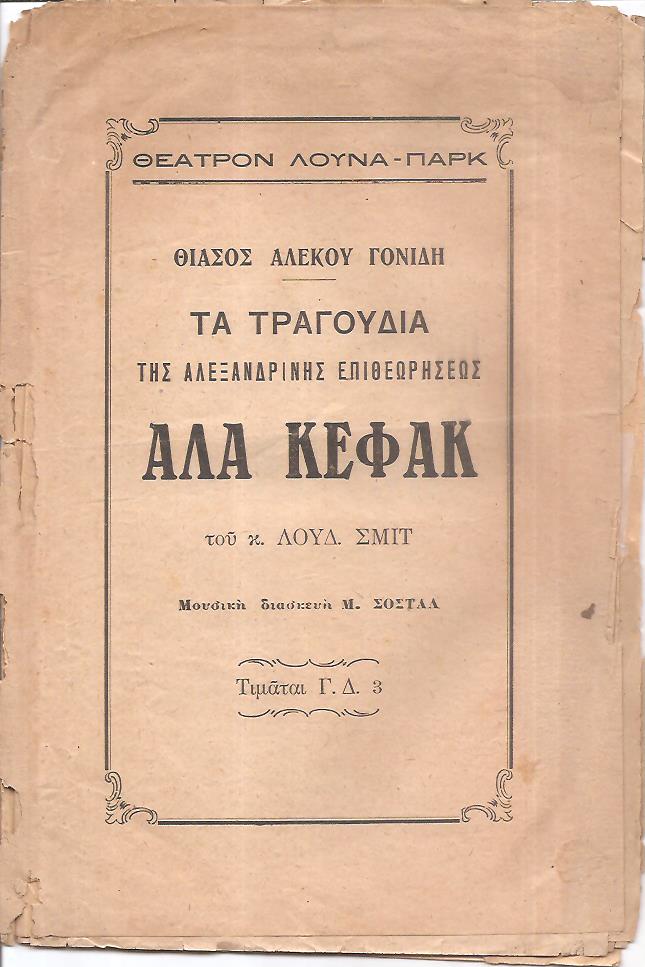 ΘΕΑΤΡΟΝ ΛΟΥΝΑ-ΠΑΡΚ
ΘΙΑΣΟΣ ΑΛΕΚΟΥ ΓΟΝΙΔΗ
ΤΑ ΤΡΑΓΟΥΔΙΑ
ΤΗΣ ΑΛΕΞΑΝΔΡΙΝΗΣ ΕΠΙΘΕΩΡΗΣΕΩΣ
ΑΛΑ ΚΕΦΑΚ
τοῦ κ. ΛΟΥΔ. ΣΜΙΤ
Μουσικὴ διασκευὴ Μ. ΣΟΣΤΑΛ
Τιμᾶται Γ. Δ. 3